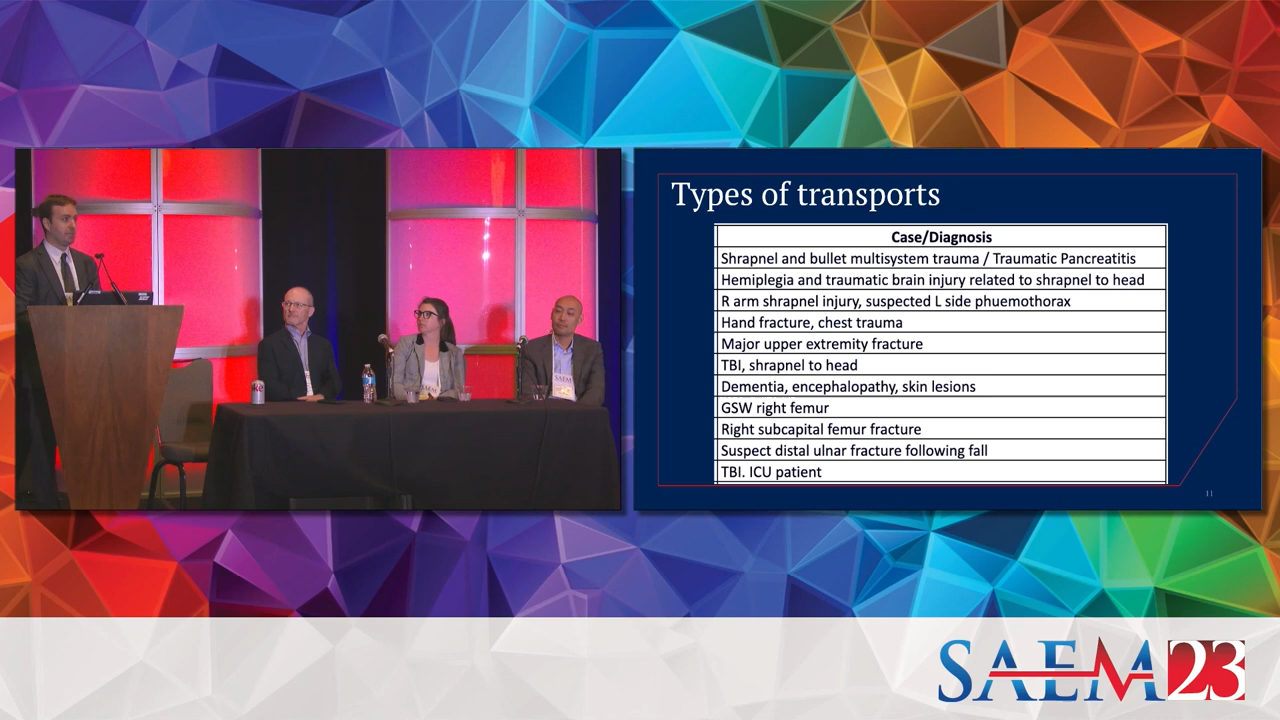 Types of transports
Case/Diagnosis
Shrapnel and bullet multisystem trauma / Traumatic Pancreatitis
Hemiplegia and traumatic brain injury related to shrapnel to head
R arm shrapnel injury, suspected L side phuemothorax
Hand fracture, chest trauma
Major upper extremity fracture
TBI, shrapnel to head
Dementia, encephalopathy, skin lesions
GSW right femur
Right subcapital femur fracture
Suspect distal ulnar fracture following fall
TBI. ICU patient
11
SAEM
SAEM23